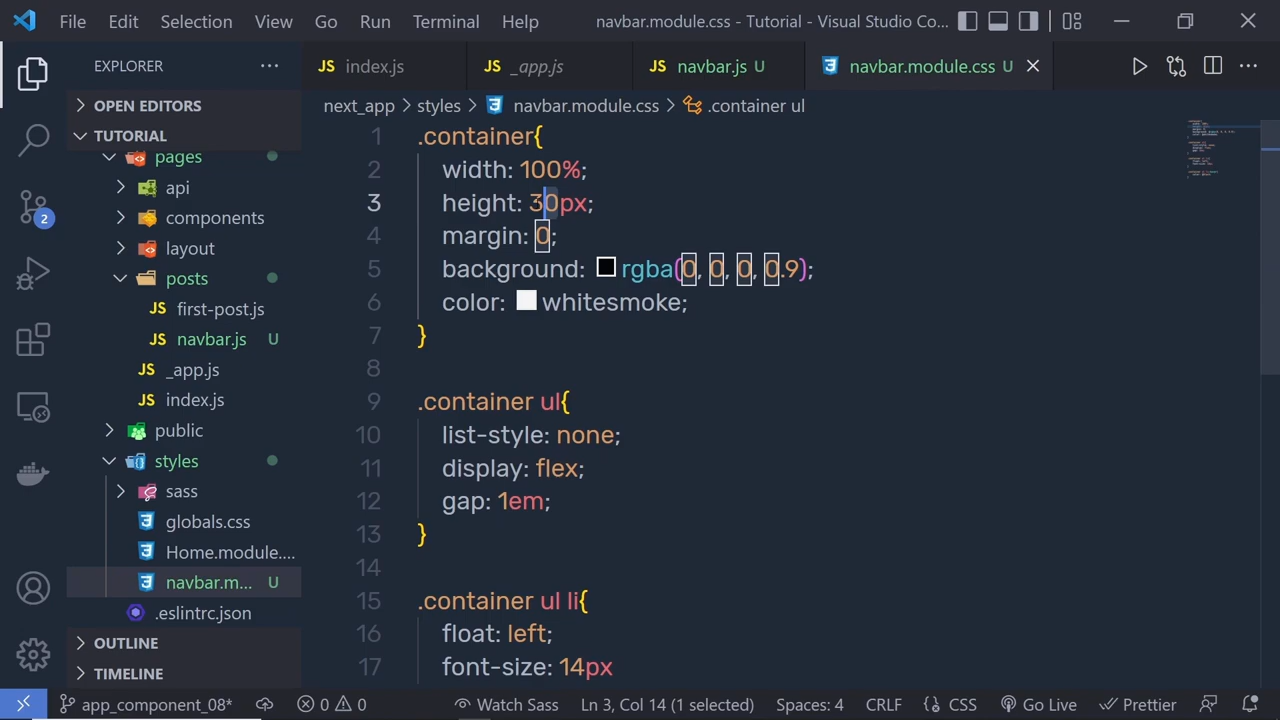 File Edit Selection View Go Run Terminal Help navbar.module.css - Tutorial - Visual Studio Co...
EXPLORER
OPEN EDITORS
TUTORIAL
pages
api
components
layout
posts
first-post.js
navbar.js U
_app.js
index.js
public
styles
sass
globals.css
Home.module....
navbar.m... U
.eslintrc.json
OUTLINE
TIMELINE
2
index.js _app.js navbar.js U navbar.module.css U
next_app > styles > navbar.module.css > .container ul
1 .container{
2 width: 100%;
3 height: 30px;
4 margin: 0;
5 background: rgba(0, 0, 0, 0.9);
6 color: whitesmoke;
7 }
8
9 .container ul{
10 list-style: none;
11 display: flex;
12 gap: 1em;
13 }
14
15 .container ul li{
16 float: left;
17 font-size: 14px
app_component_08* 0 0 Watch Sass Ln 3, Col 14 (1 selected) Spaces: 4 CRLF CSS Go Live Prettier